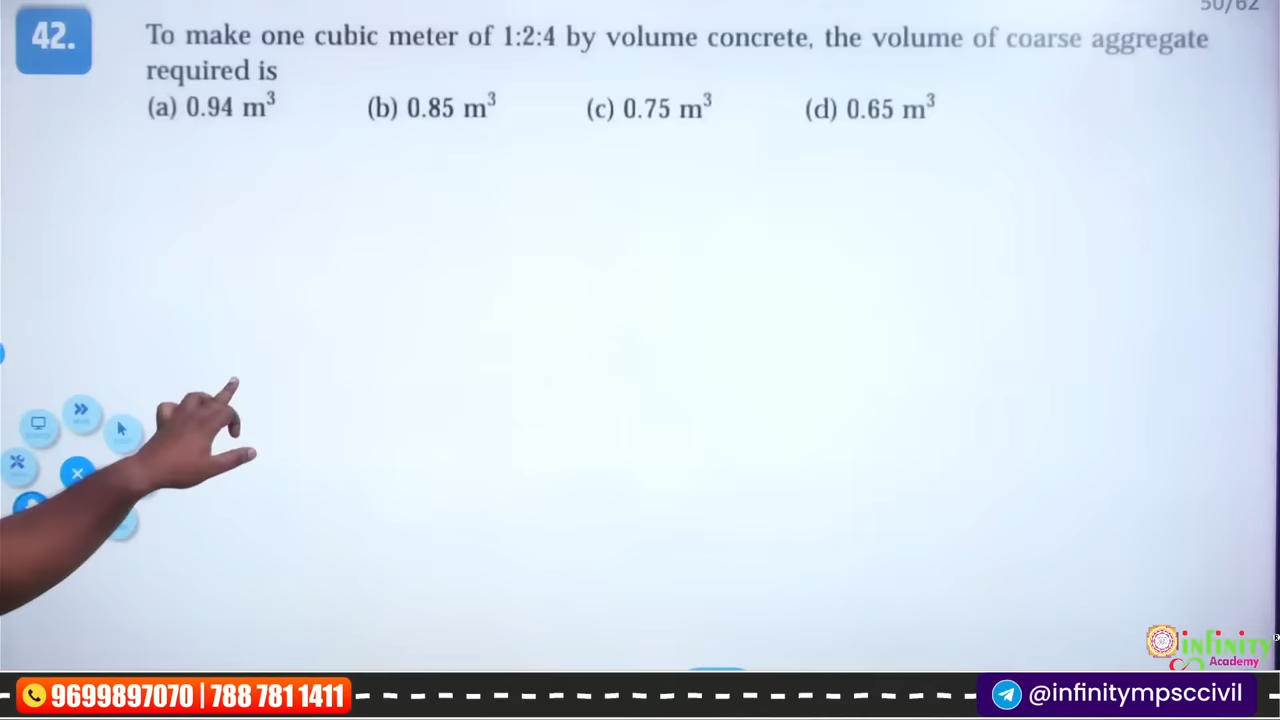 50/62
42.
To make one cubic meter of 1:2:4 by volume concrete, the volume of coarse aggregate
required is
(a) 0.94 m³ (b) 0.85 m³ (c) 0.75 m³ (d) 0.65 m³
infinity
Academy
9699897070 | 788 781 1411
@infinitympsccivil